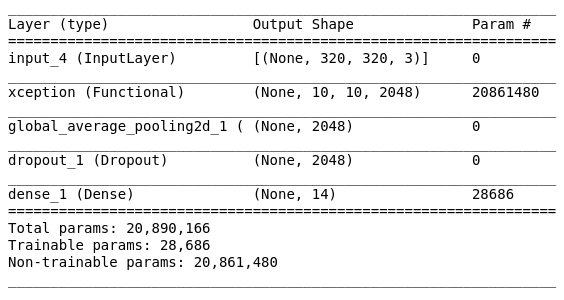 Layer (type) Output Shape Param #
input_4 (InputLayer) [(None, 320, 320, 3)] 0
xception (Functional) (None, 10, 10, 2048) 20861480
global_average_pooling2d_1 ( (None, 2048) 0
dropout_1 (Dropout) (None, 2048) 0
dense_1 (Dense) (None, 14) 28686
Total params: 20,890,166
Trainable params: 28,686
Non-trainable params: 20,861,480